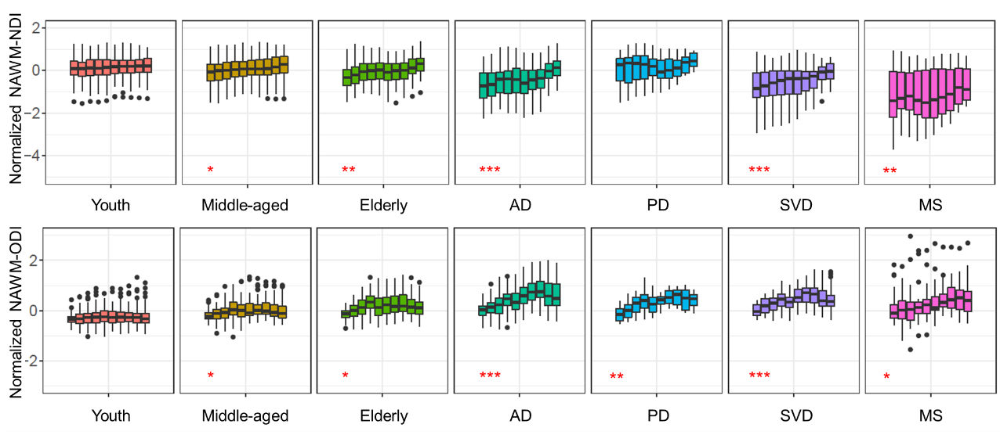 Normalized NAWM-NDI
2
0
−2
−4
* ** *** *** **
Youth Middle-aged Elderly AD PD SVD MS
Normalized NAWM-ODI
2
0
-2
* * *** ** *** *
Youth Middle-aged Elderly AD PD SVD MS